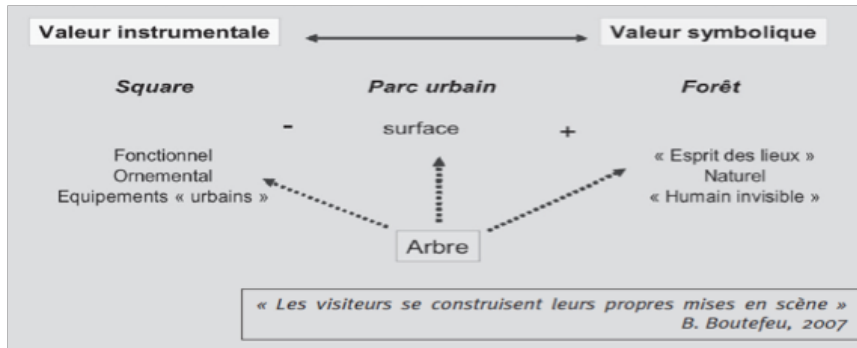 Valeur instrumentale Valeur symbolique
Square Parc urbain Forêt
- surface +
Fonctionnel « Esprit des lieux »
Ornemental Naturel
Equipements « urbains » « Humain invisible »
Arbre
« Les visiteurs se construisent leurs propres mises en scène »
B. Boutefeu, 2007